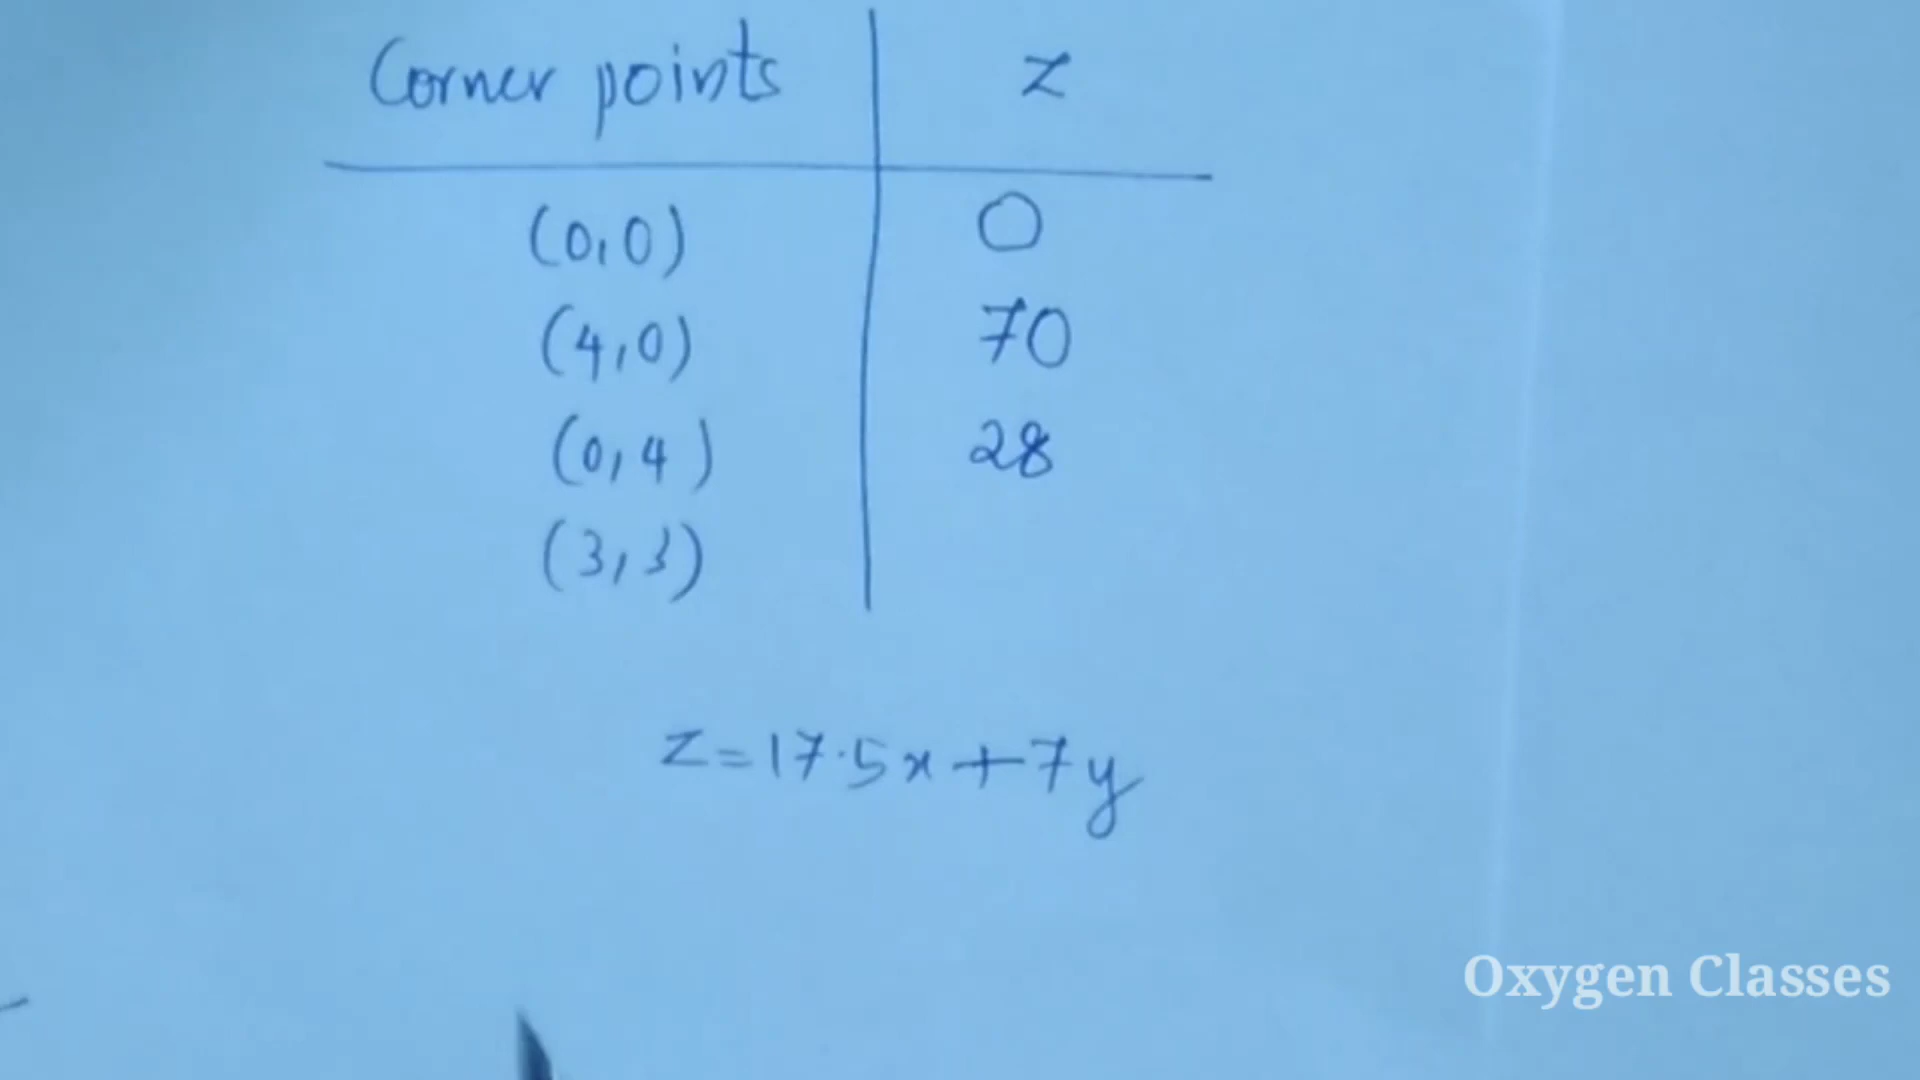 Corner points z
(0,0) 0
(4,0) 70
(0,4) 28
(3,3)
z=17.5x+7y
Oxygen Classes